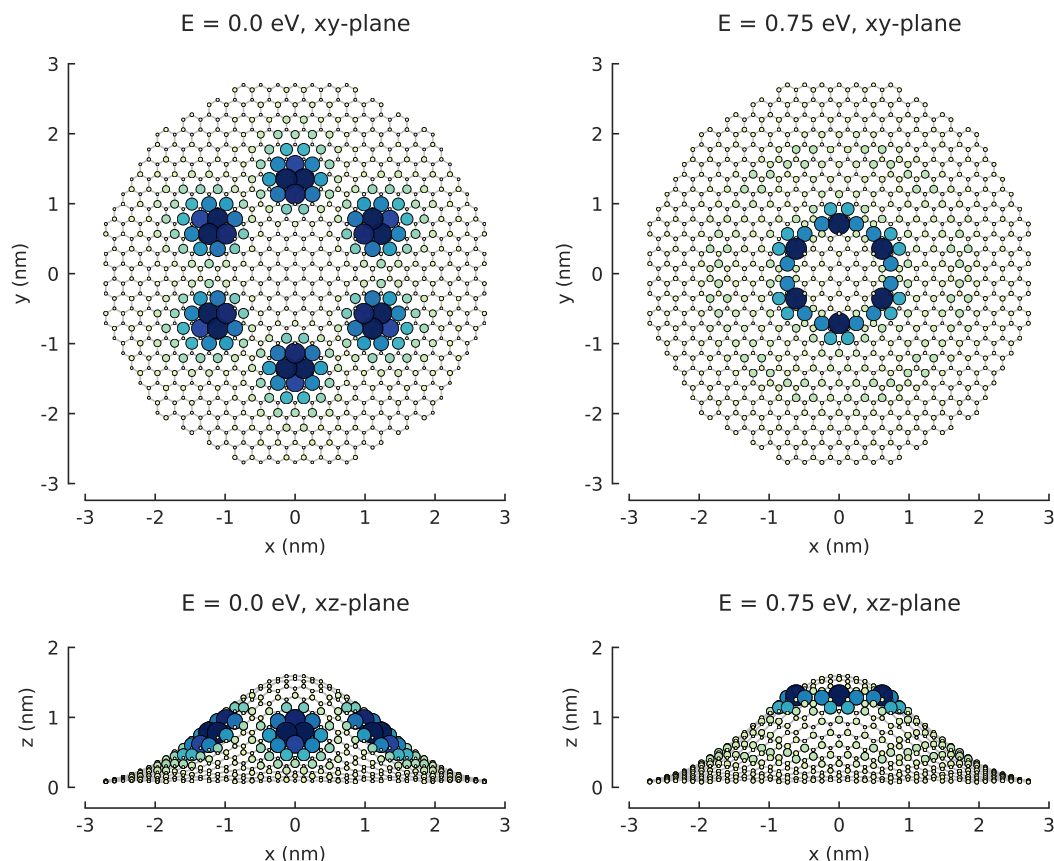 E = 0.0 eV, xy-plane
3
2
1
0
-1
-2
-3
y (nm)
-3 -2 -1 0 1 2 3
x (nm)
E = 0.75 eV, xy-plane
3
2
1
0
-1
-2
-3
y (nm)
-3 -2 -1 0 1 2 3
x (nm)
E = 0.0 eV, xz-plane
2
1
0
z (nm)
-3 -2 -1 0 1 2 3
x (nm)
E = 0.75 eV, xz-plane
2
1
0
z (nm)
-3 -2 -1 0 1 2 3
x (nm)